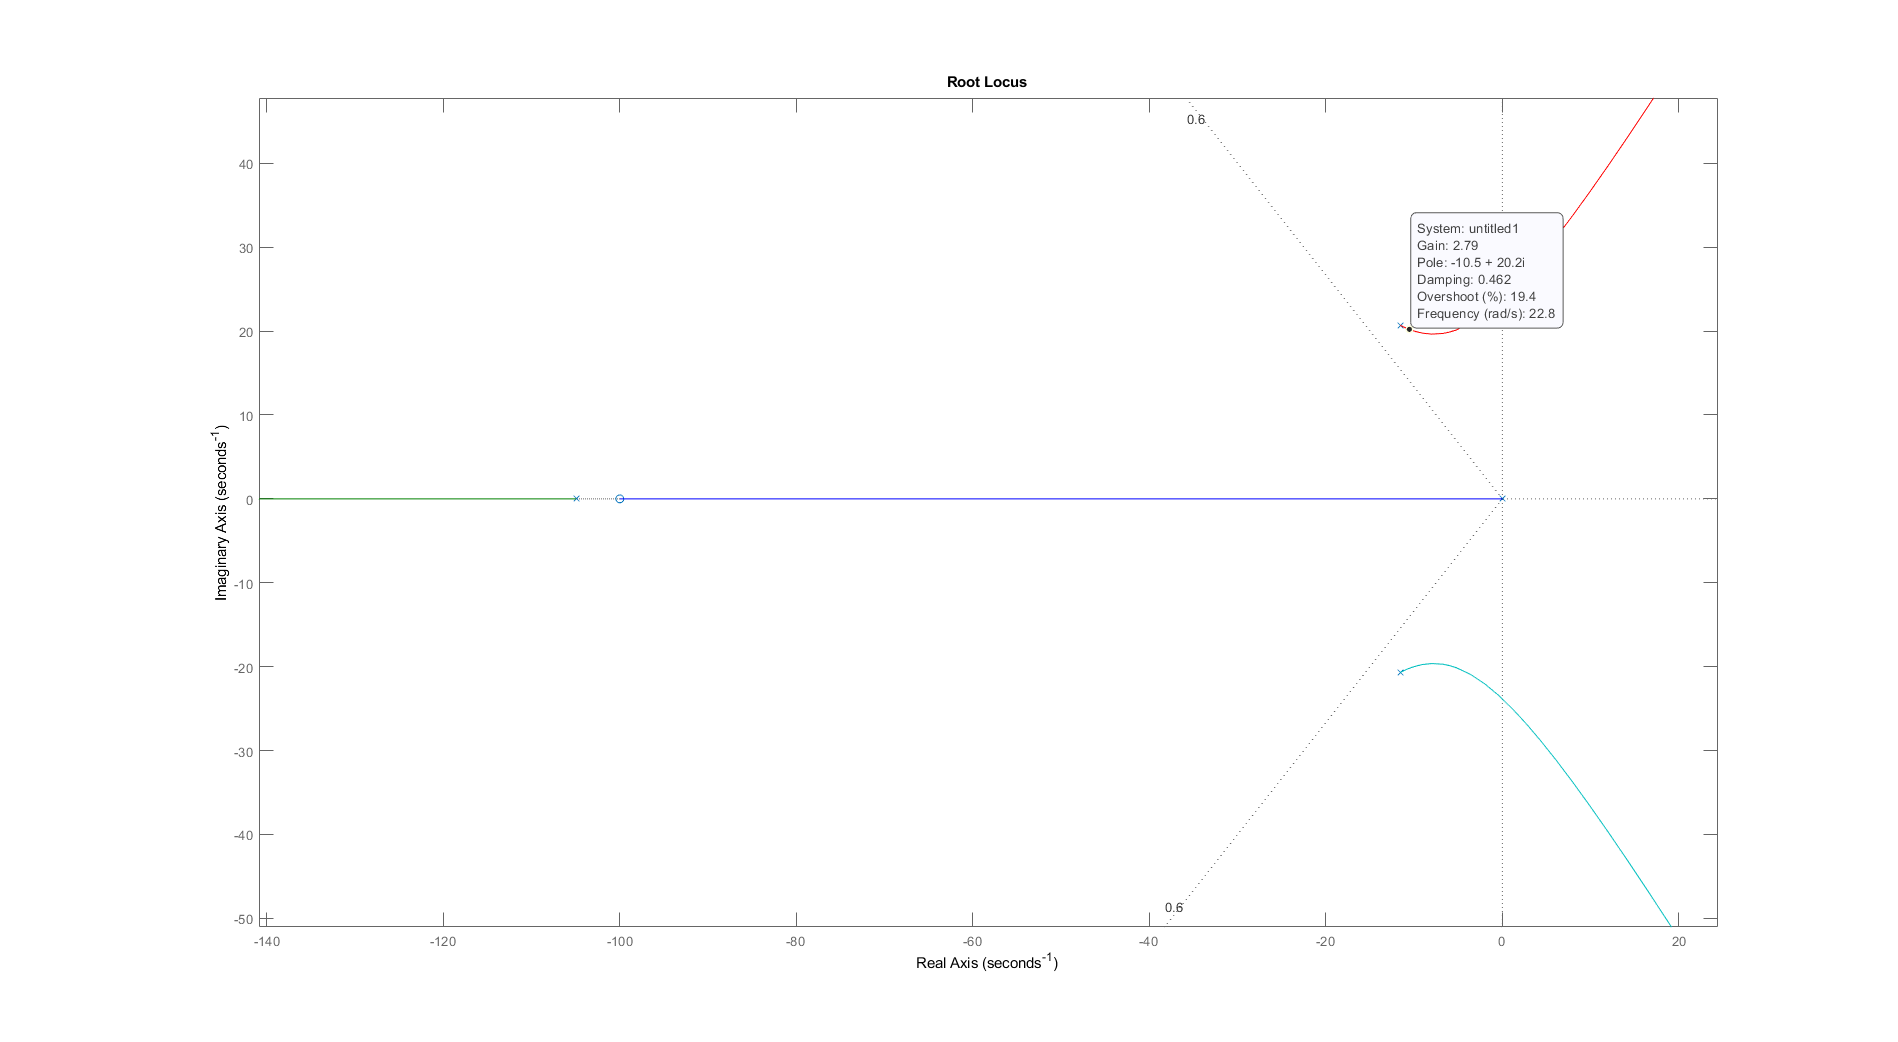 Root Locus
0.6
40
30
20
10
0
-10
-20
-30
-40
-50
Imaginary Axis (seconds-1)
System: untitled1
Gain: 2.79
Pole: -10.5 + 20.2i
Damping: 0.462
Overshoot (%): 19.4
Frequency (rad/s): 22.8
0.6
-140 -120 -100 -80 -60 -40 -20 0 20
Real Axis (seconds-1)